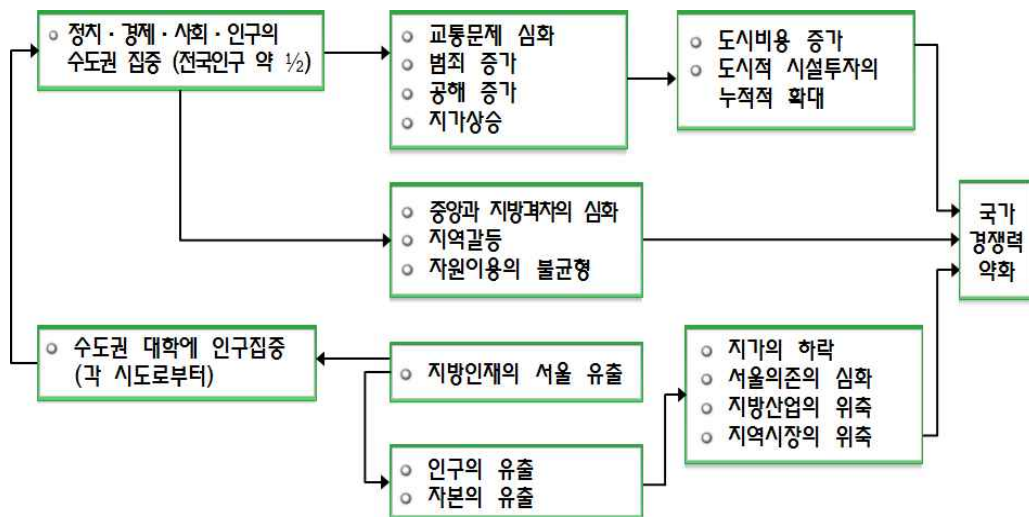 정치·경제·사회·인구의
수도권 집중 (전국인구 약 ½)
교통문제 심화
범죄 증가
공해 증가
지가상승
도시비용 증가
도시적 시설투자의
누적적 확대
중앙과 지방격차의 심화
지역갈등
자원이용의 불균형
국가
경쟁력
약화
수도권 대학에 인구집중
(각 시도로부터)
지방인재의 서울 유출
지가의 하락
서울의존의 심화
지방산업의 위축
지역시장의 위축
인구의 유출
자본의 유출